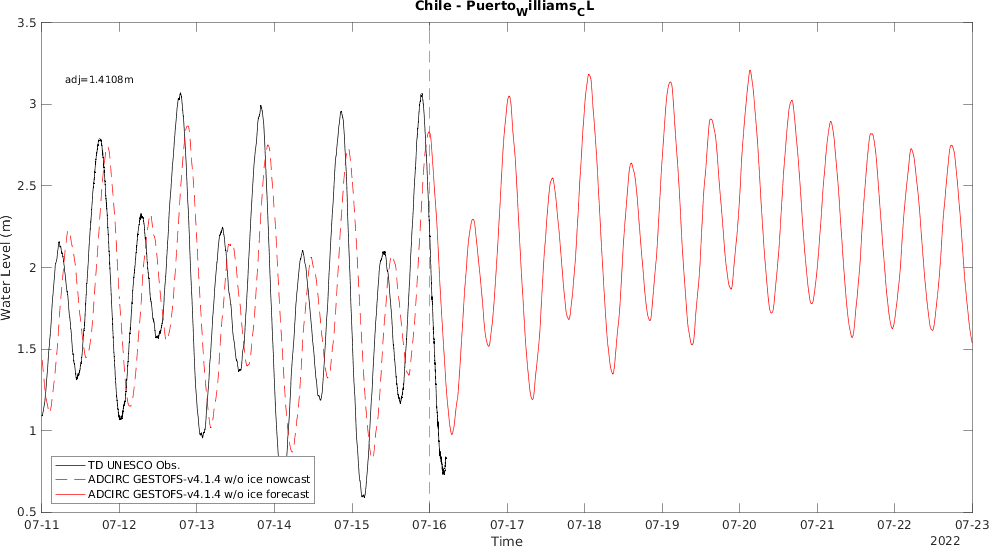 Chile - PuertoWilliamsCL
3.5
adj=1.4108m
3
2.5
2
Water Level (m)
1.5
1
TD UNESCO Obs.
ADCIRC GESTOFS-v4.1.4 w/o ice nowcast
ADCIRC GESTOFS-v4.1.4 w/o ice forecast
0.5
07-11 07-12 07-13 07-14 07-15 07-16 07-17 07-18 07-19 07-20 07-21 07-22 07-23
Time
2022